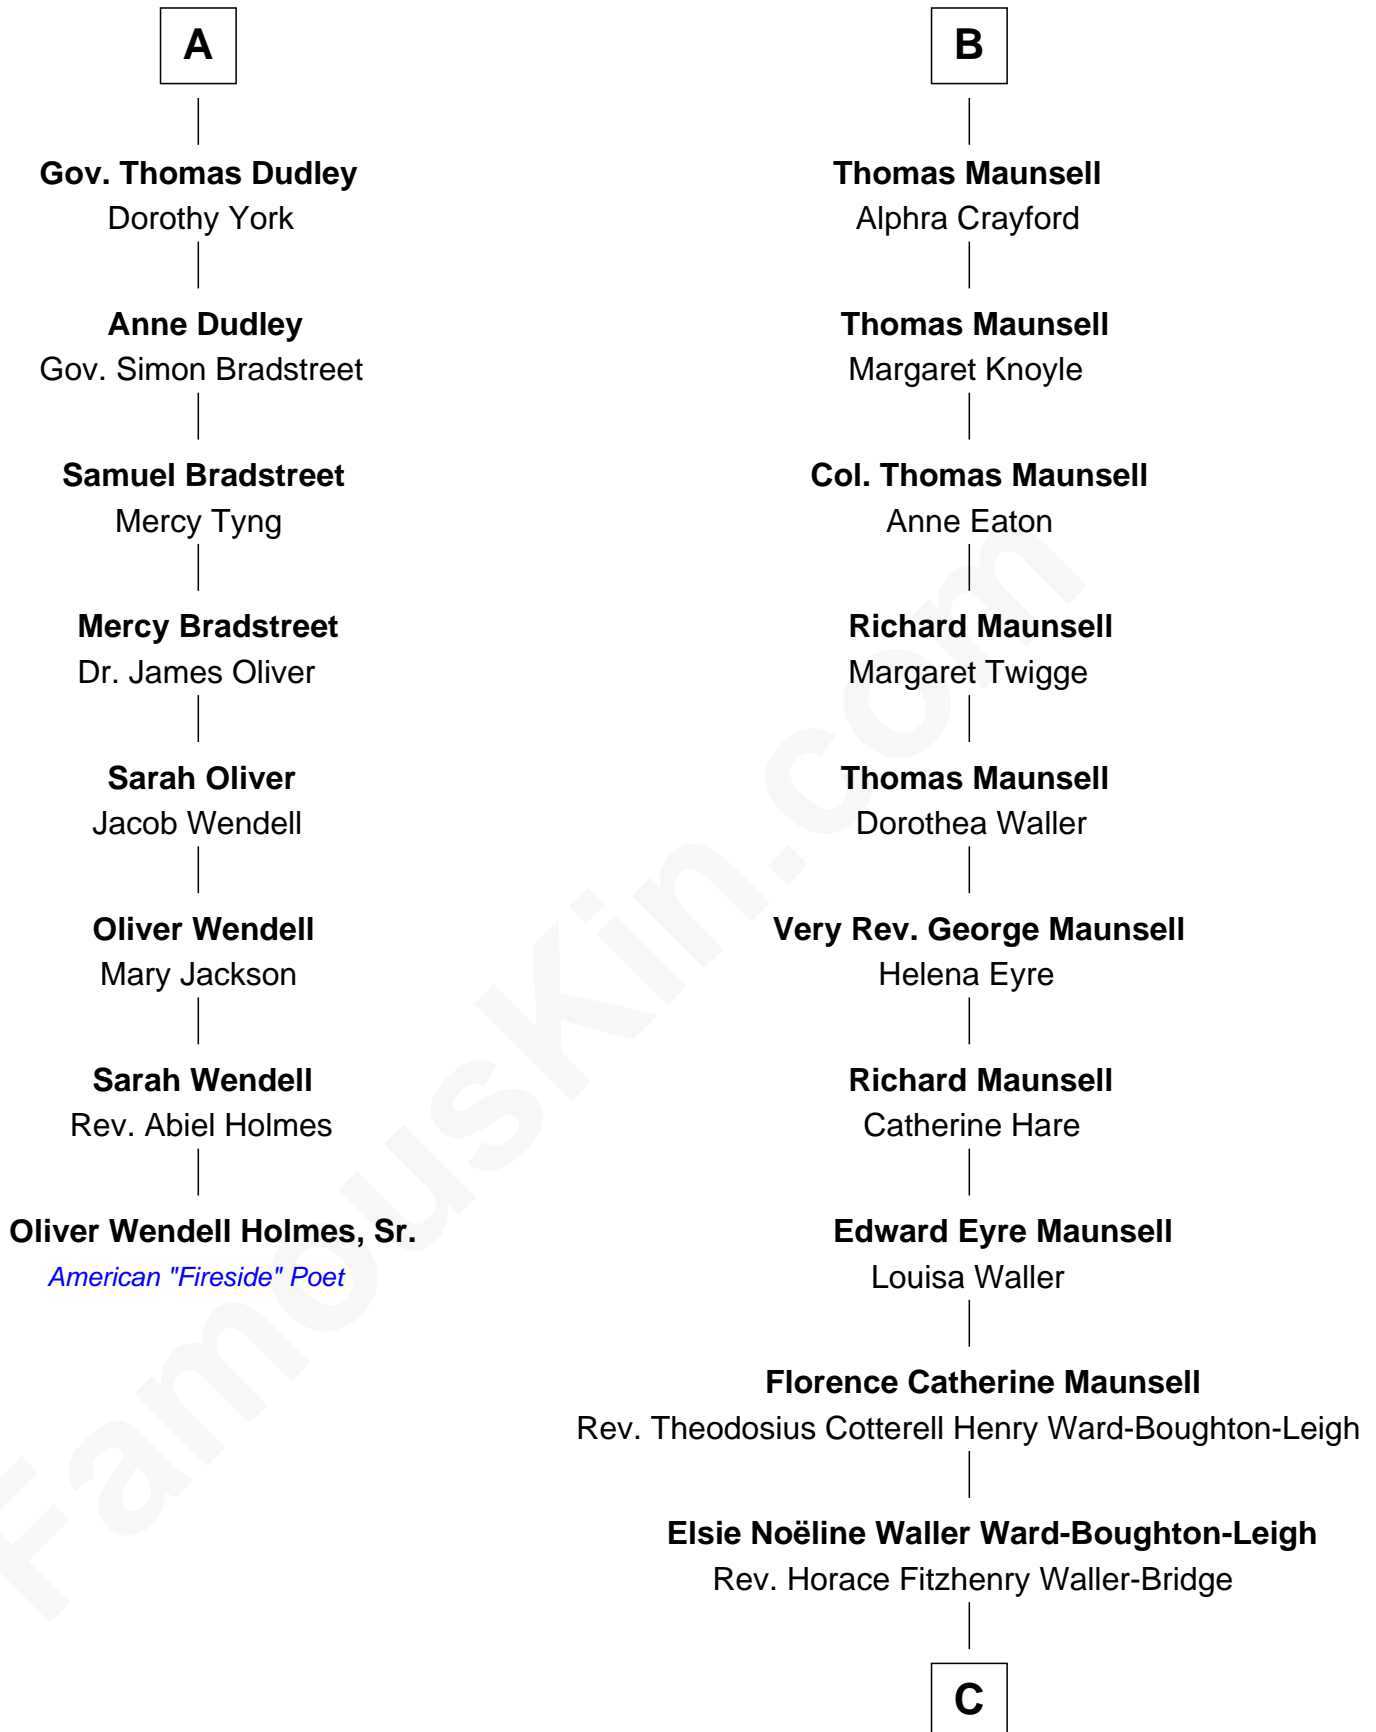 A
Gov. Thomas Dudley
Dorothy York
Anne Dudley
Gov. Simon Bradstreet
Samuel Bradstreet
Mercy Tyng
Mercy Bradstreet
Dr. James Oliver
Sarah Oliver
Jacob Wendell
Oliver Wendell
Mary Jackson
Sarah Wendell
Rev. Abiel Holmes
Oliver Wendell Holmes, Sr.
American "Fireside" Poet
B
Thomas Maunsell
Alphra Crayford
Thomas Maunsell
Margaret Knoyle
Col. Thomas Maunsell
Anne Eaton
Richard Maunsell
Margaret Twigge
Thomas Maunsell
Dorothea Waller
Very Rev. George Maunsell
Helena Eyre
Richard Maunsell
Catherine Hare
Edward Eyre Maunsell
Louisa Waller
Florence Catherine Maunsell
Rev. Theodosius Cotterell Henry Ward-Boughton-Leigh
Elsie Noëline Waller Ward-Boughton-Leigh
Rev. Horace Fitzhenry Waller-Bridge
C
FamousKin.com